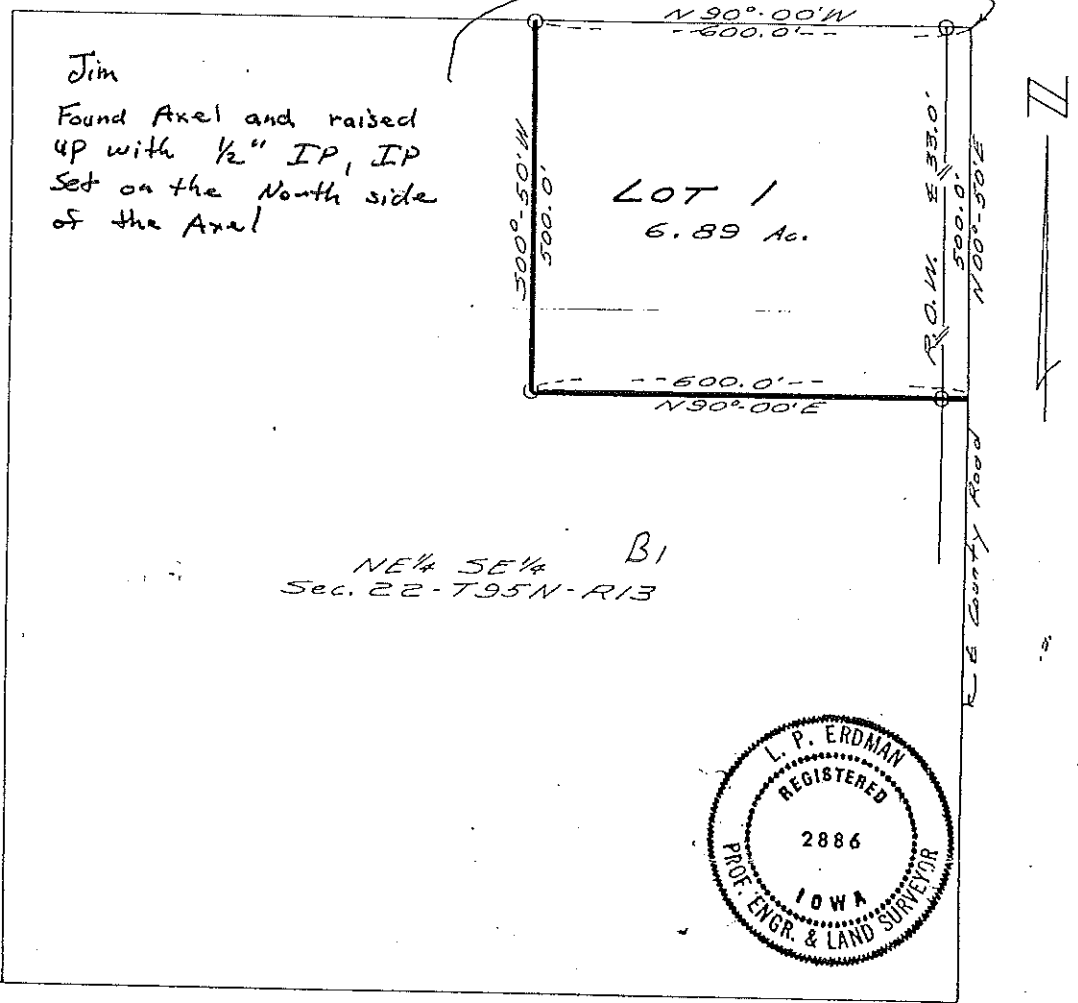 N90°-00'W
600.0'
Jim
Found Axel and raised
up with 1/2" IP, IP
Set on the North side
of the Axel
S00°-50'W
500.0'
LOT 1
6.89 Ac.
R.O.W. E 33.0'
500.0'
N00°-50'E
N
600.0'
N90°-00'E
NE¼ SE¼
B1
Sec. 22-T95N-R13
County Road
L. P. ERDMAN
REGISTERED
2886
IOWA
PROF. ENGR. & LAND SURVEYOR